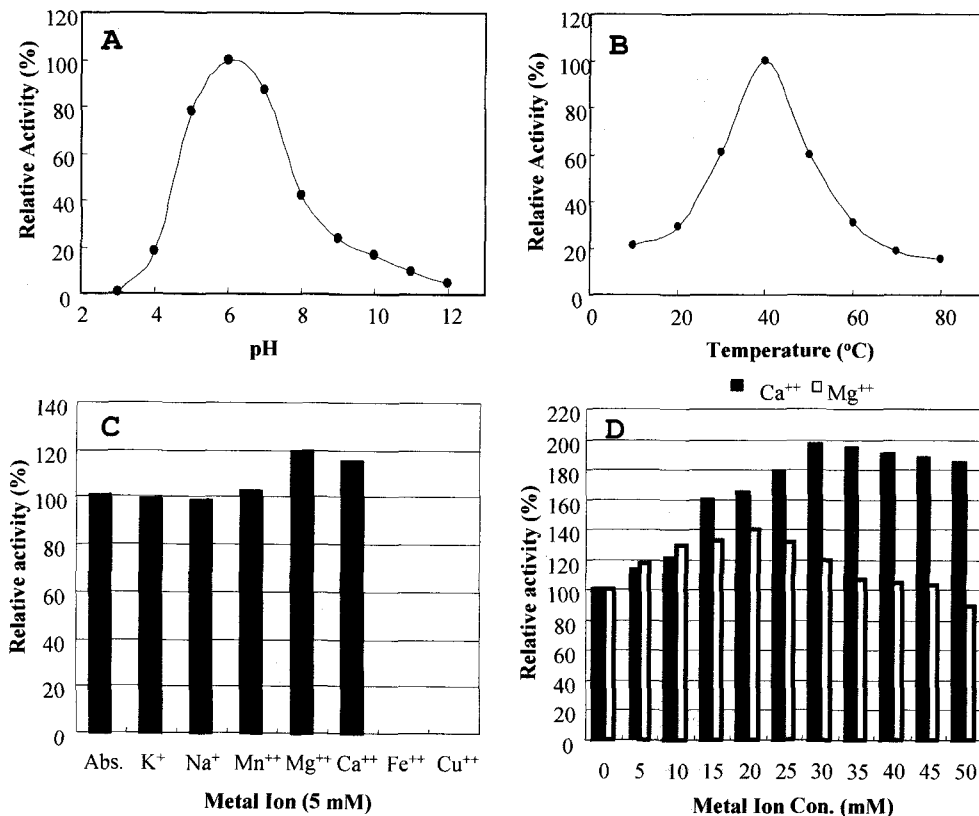 A
Relative Activity (%)
120
100
80
60
40
20
0
2 4 6 8 10 12
pH
B
Relative Activity (%)
120
100
80
60
40
20
0
0 20 40 60 80
Temperature (°C)
C
Relative activity (%)
140
120
100
80
60
40
20
0
Abs. K⁺ Na⁺ Mn⁺⁺ Mg⁺⁺ Ca⁺⁺ Fe⁺⁺ Cu⁺⁺
Metal Ion (5 mM)
Ca⁺⁺ Mg⁺⁺
D
Relative activity (%)
220
200
180
160
140
120
100
80
60
40
20
0
0 5 10 15 20 25 30 35 40 45 50
Metal Ion Con. (mM)